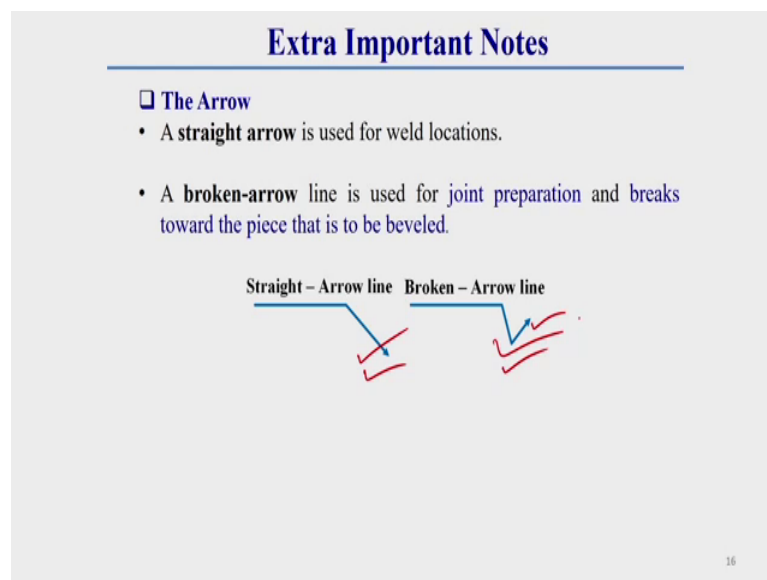 Extra Important Notes
The Arrow
• A straight arrow is used for weld locations.
• A broken-arrow line is used for joint preparation and breaks
toward the piece that is to be beveled.
Straight – Arrow line Broken – Arrow line
16